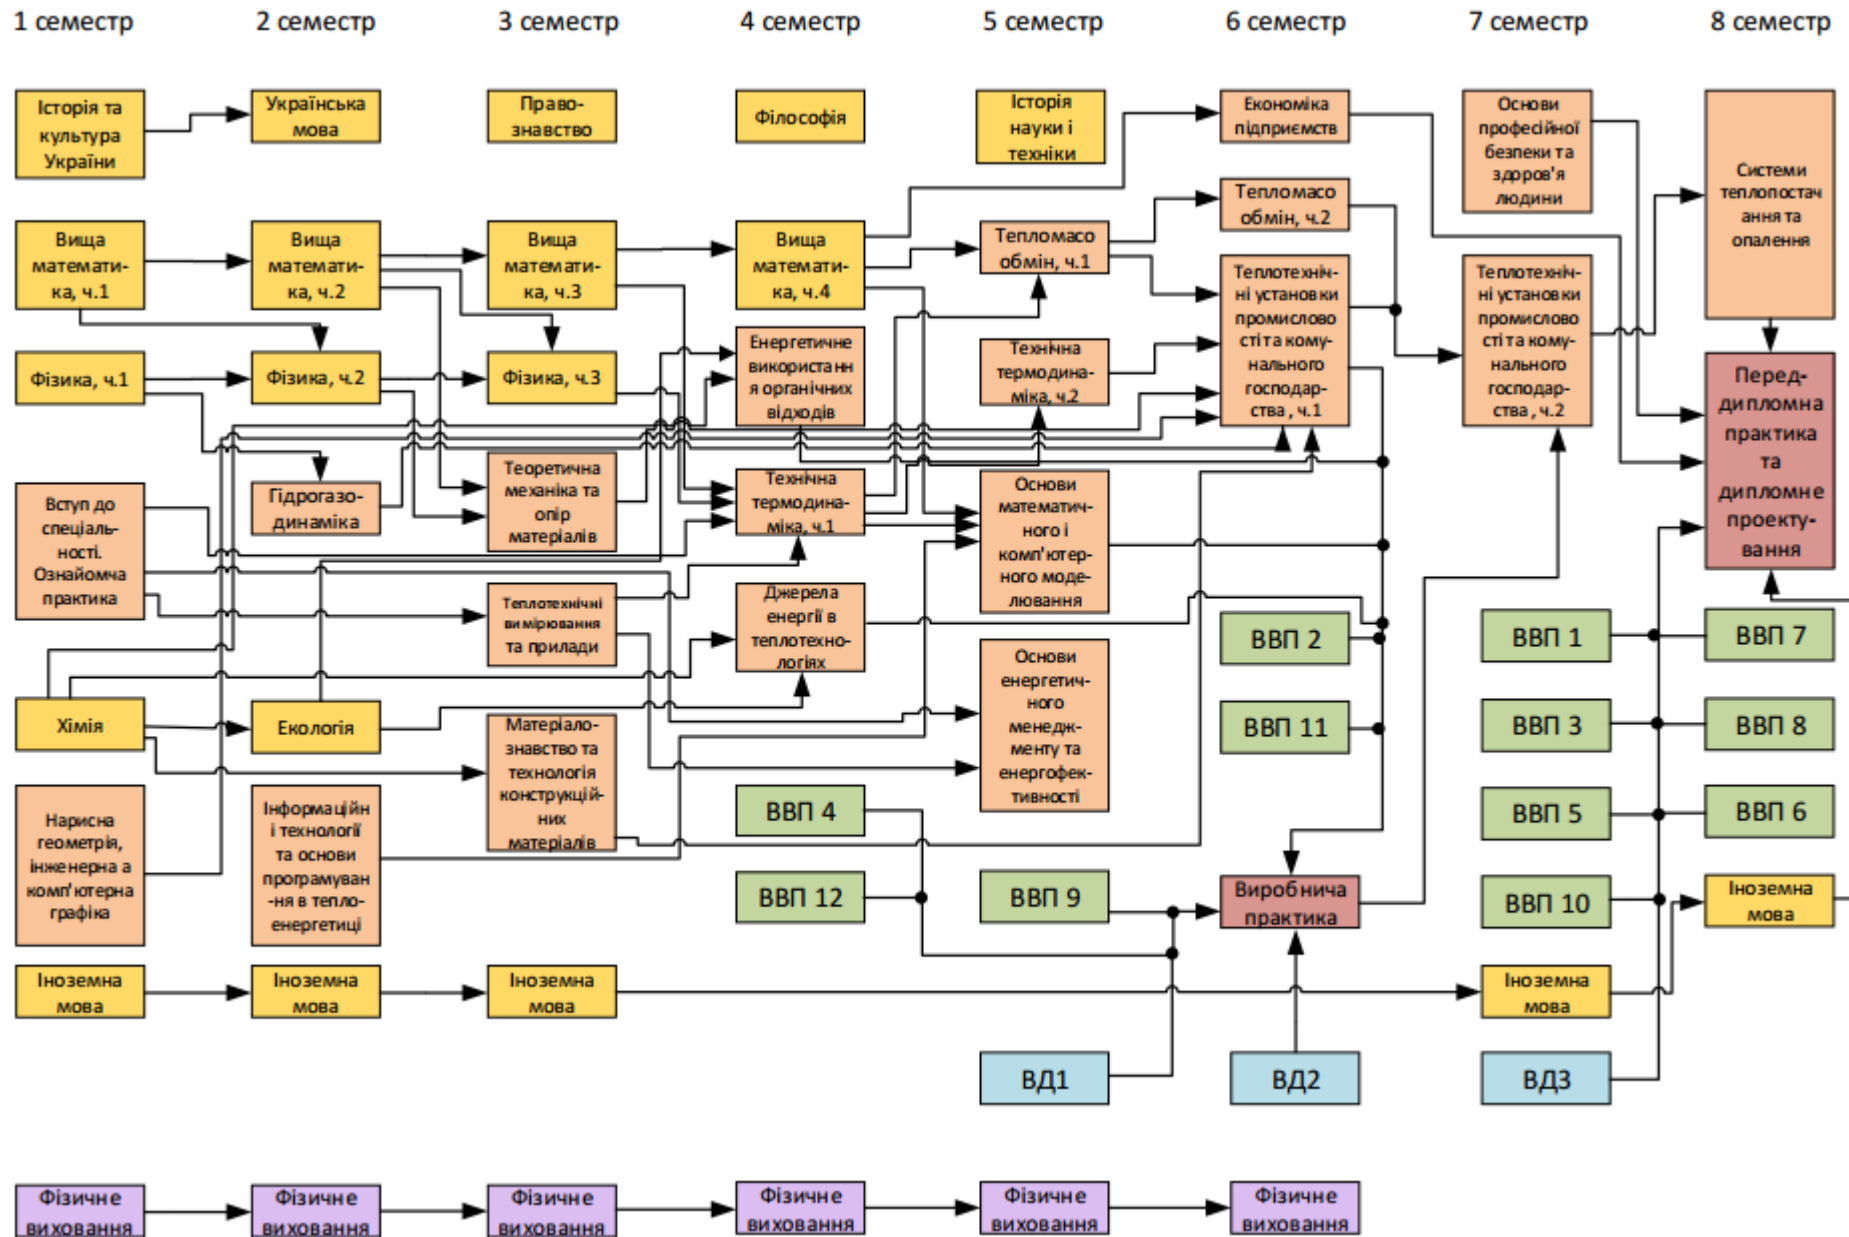 1 семестр
2 семестр
3 семестр
4 семестр
5 семестр
6 семестр
7 семестр
8 семестр
Історія та
культура
України
Українська
мова
Право-
знавство
Філософія
Історія
науки і
техніки
Економіка
підприємств
Основи
професійної
безпеки та
здоров'я
людини
Системи
теплопостач
ання та
опалення
Вища
математи-
ка, ч.1
Вища
математи-
ка, ч.2
Вища
математи-
ка, ч.3
Вища
математи-
ка, ч.4
Тепломасо
обмін, ч.1
Тепломасо
обмін, ч.2
Теплотехніч-
ні установки
промислово
сті та кому-
нального
господар-
ства , ч.1
Теплотехніч-
ні установки
промислово
сті та кому-
нального
господар-
ства , ч.2
Фізика, ч.1
Фізика, ч.2
Фізика, ч.3
Енергетичне
використанн
я органічних
відходів
Технічна
термодина-
міка, ч.2
Перед-
дипломна
практика
та
дипломне
проекту-
вання
Вступ до
спеціаль-
ності.
Ознайомча
практика
Гідрогазо-
динаміка
Теоретична
механіка та
опір
матеріалів
Технічна
термодина-
міка, ч.1
Основи
математич-
ного і
комп'ютер-
ного моде-
лювання
Теплотехнічні
вимірювання
та прилади
Джерела
енергії в
теплотехно-
логіях
Основи
енергетич-
ного
менедж-
менту та
енергофек-
тивності
ВВП 2
ВВП 1
ВВП 7
Хімія
Екологія
Матеріало-
знавство та
технологія
конструкцій-
них
матеріалів
ВВП 11
ВВП 3
ВВП 8
Нарисна
геометрія,
інженерна а
комп'ютерна
графіка
Інформаційн
і технології
та основи
програмуван
-ня в тепло-
енергетиці
ВВП 4
ВВП 5
ВВП 6
ВВП 12
ВВП 9
Виробнича
практика
ВВП 10
Іноземна
мова
Іноземна
мова
Іноземна
мова
Іноземна
мова
Іноземна
мова
ВД1
ВД2
ВД3
Фізичне
виховання
Фізичне
виховання
Фізичне
виховання
Фізичне
виховання
Фізичне
виховання
Фізичне
виховання